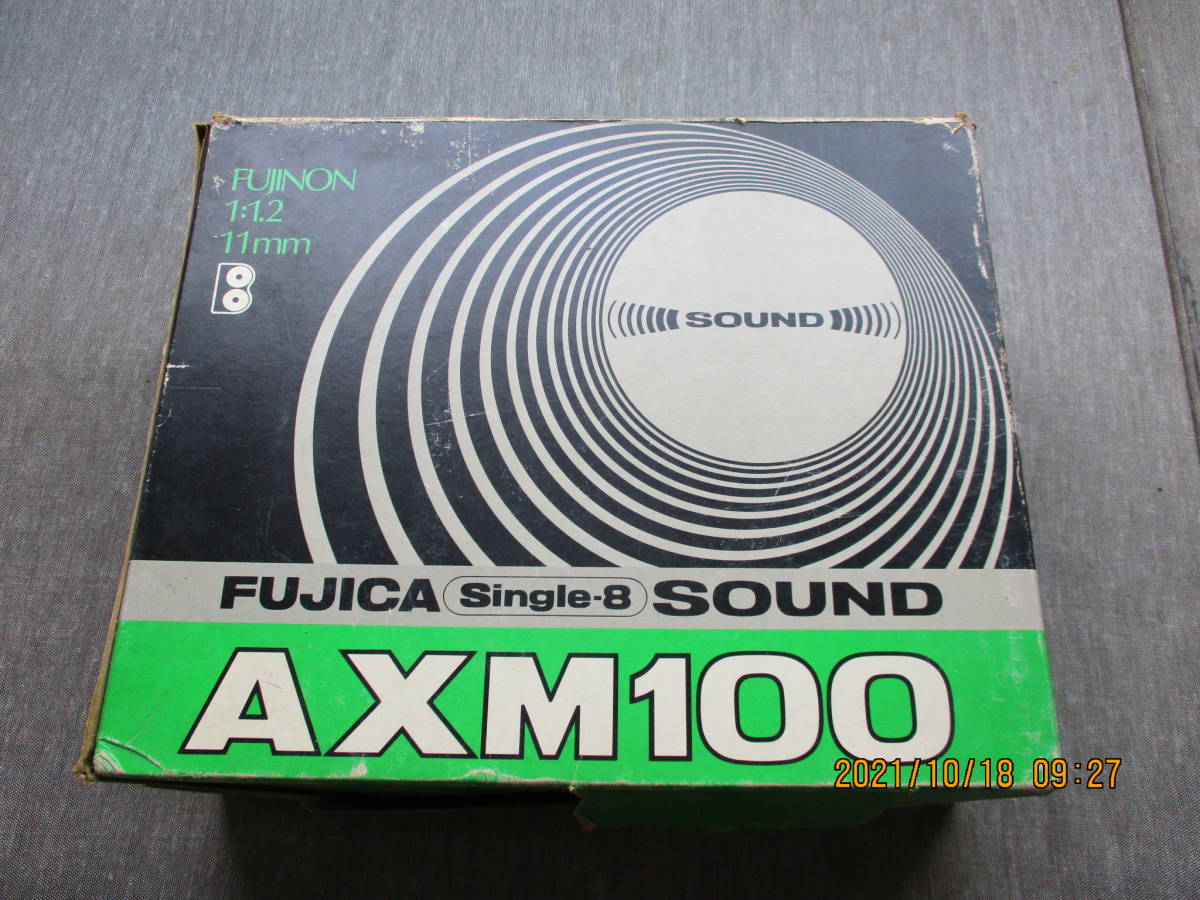 FUJINON
1:1.2
11mm
SOUND
FUJICA Single-8 SOUND
AXM100
2021/10/18 09:27